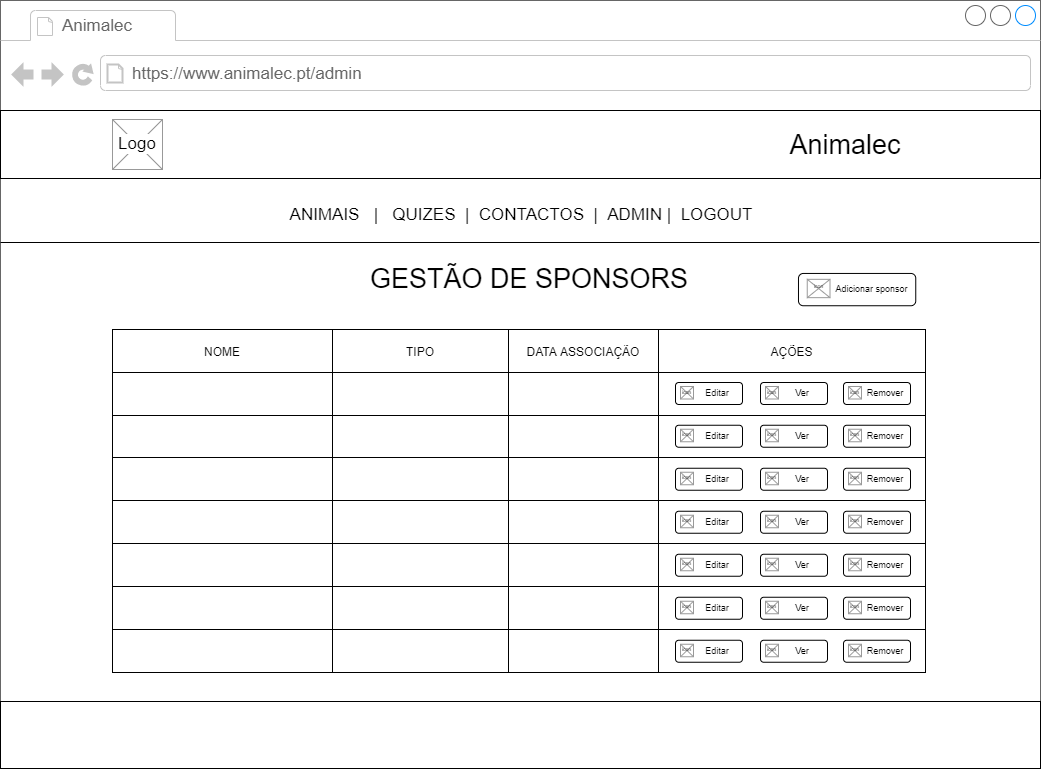 Animalec
https://www.animalec.pt/admin
Logo
Animalec
ANIMAIS | QUIZES | CONTACTOS | ADMIN | LOGOUT
GESTÃO DE SPONSORS
Adicionar sponsor
NOME TIPO DATA ASSOCIAÇÃO AÇÕES
Editar Ver Remover
Editar Ver Remover
Editar Ver Remover
Editar Ver Remover
Editar Ver Remover
Editar Ver Remover
Editar Ver Remover